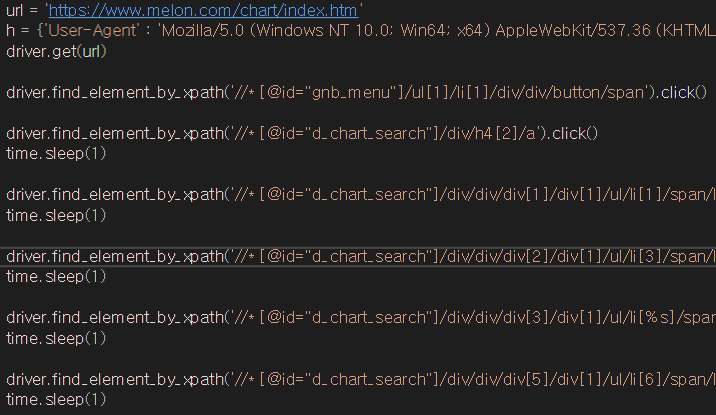 url = 'https://www.melon.com/chart/index.htm'
h = {'User-Agent' : 'Mozilla/5.0 (Windows NT 10.0; Win64; x64) AppleWebKit/537.36 (KHTML
driver.get(url)
driver.find_element_by_xpath('//*[@id="gnb_menu"]/ul[1]/li[1]/div/div/button/span').click()
driver.find_element_by_xpath('//*[@id="d_chart_search"]/div/h4[2]/a').click()
time.sleep(1)
driver.find_element_by_xpath('//*[@id="d_chart_search"]/div/div/div[1]/div[1]/ul/li[1]/span/l
time.sleep(1)
driver.find_element_by_xpath('//*[@id="d_chart_search"]/div/div/div[2]/div[1]/ul/li[3]/span/l
time.sleep(1)
driver.find_element_by_xpath('//*[@id="d_chart_search"]/div/div/div[3]/div[1]/ul/li[%s]/span
time.sleep(1)
driver.find_element_by_xpath('//*[@id="d_chart_search"]/div/div/div[5]/div[1]/ul/li[6]/span/l
time.sleep(1)